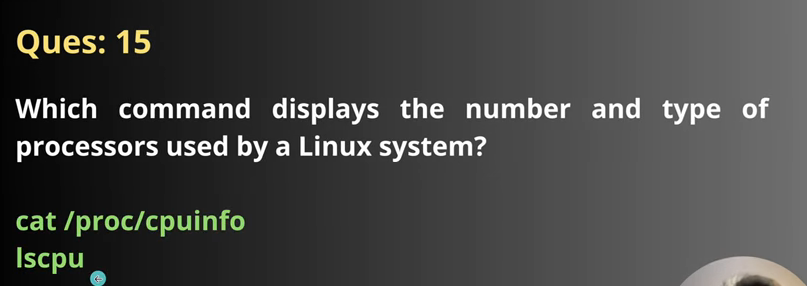 Ques: 15
Which command displays the number and type of
processors used by a Linux system?
cat /proc/cpuinfo
lscpu